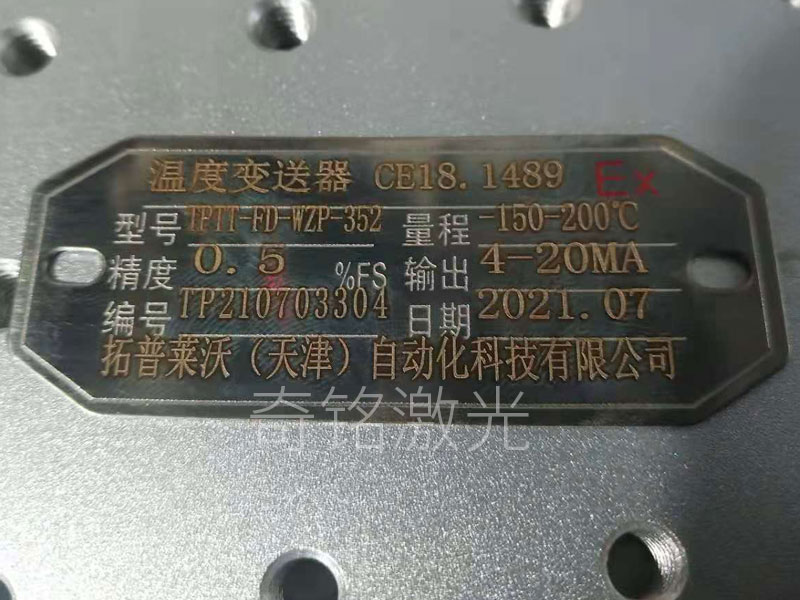 温度变送器 CE18.1489 Ex
型号 TPTT-FD-WZP-352 量程 -150-200℃
精度 0.5 %FS 输出 4-20MA
编号 TP210703304 日期 2021.07
拓普莱沃（天津）自动化科技有限公司
奇铭激光